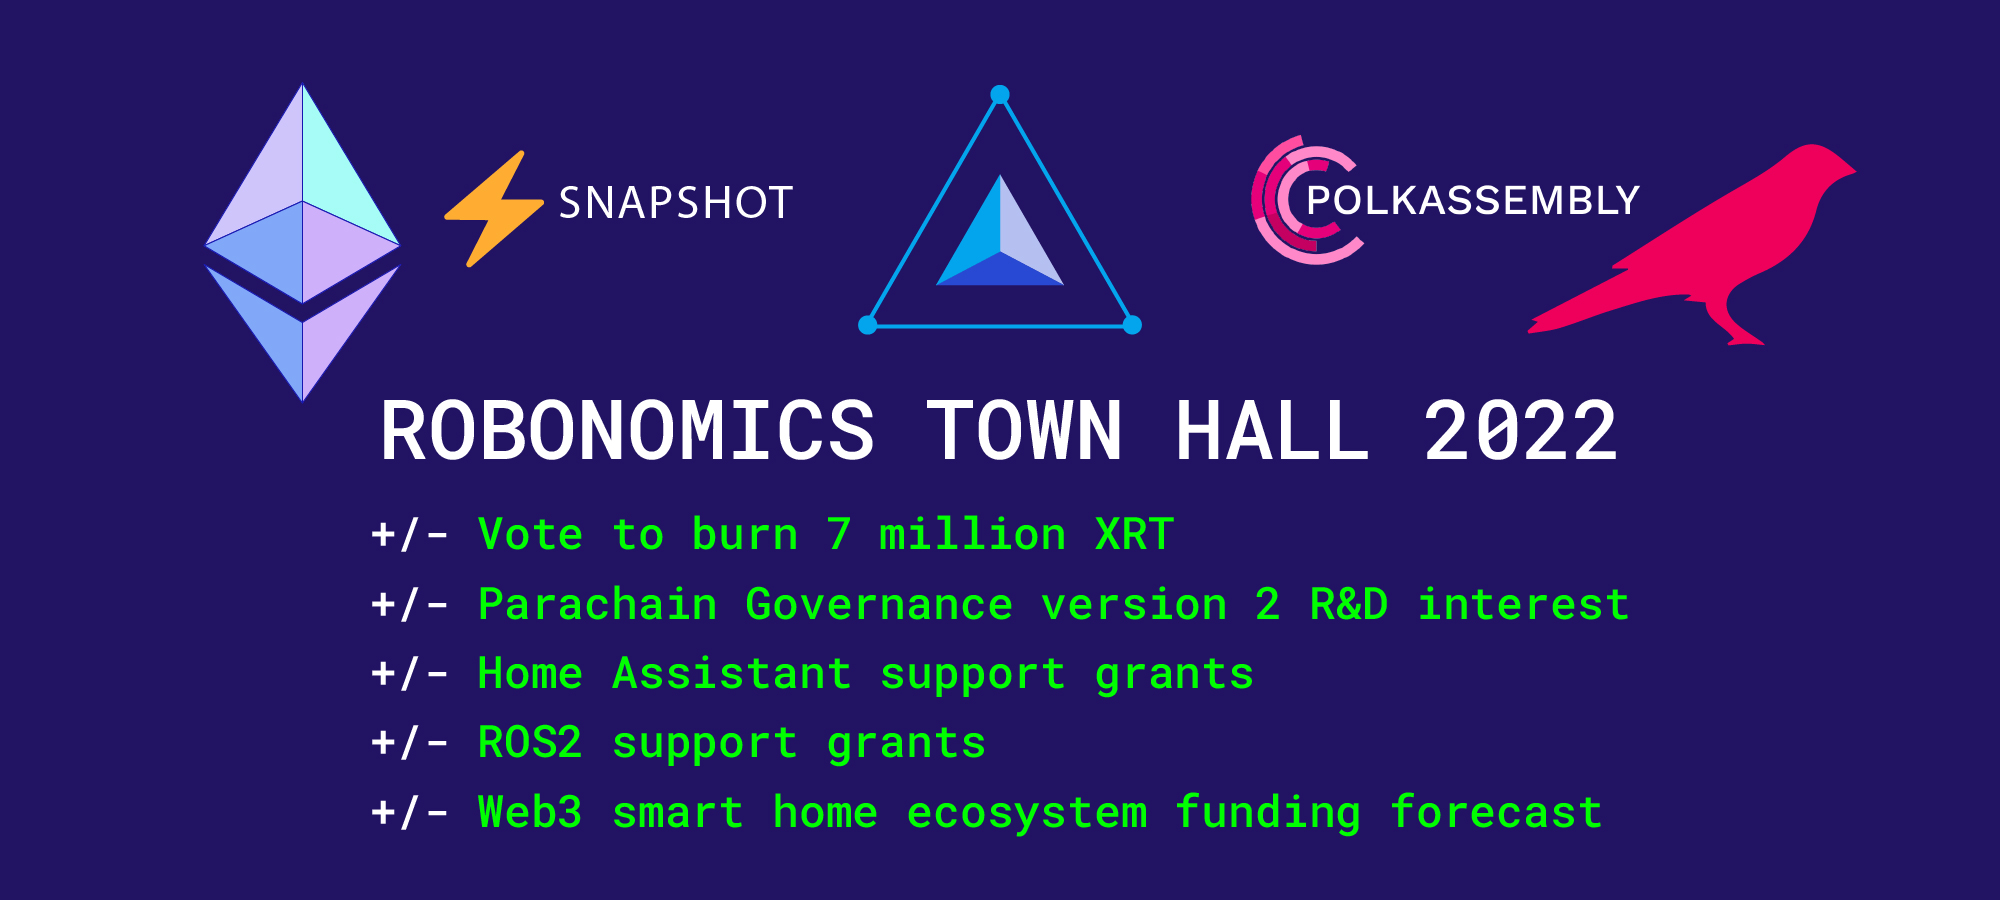 SNAPSHOT
POLKASSEMBLY
ROBONOMICS TOWN HALL 2022
+/- Vote to burn 7 million XRT
+/- Parachain Governance version 2 R&D interest
+/- Home Assistant support grants
+/- ROS2 support grants
+/- Web3 smart home ecosystem funding forecast